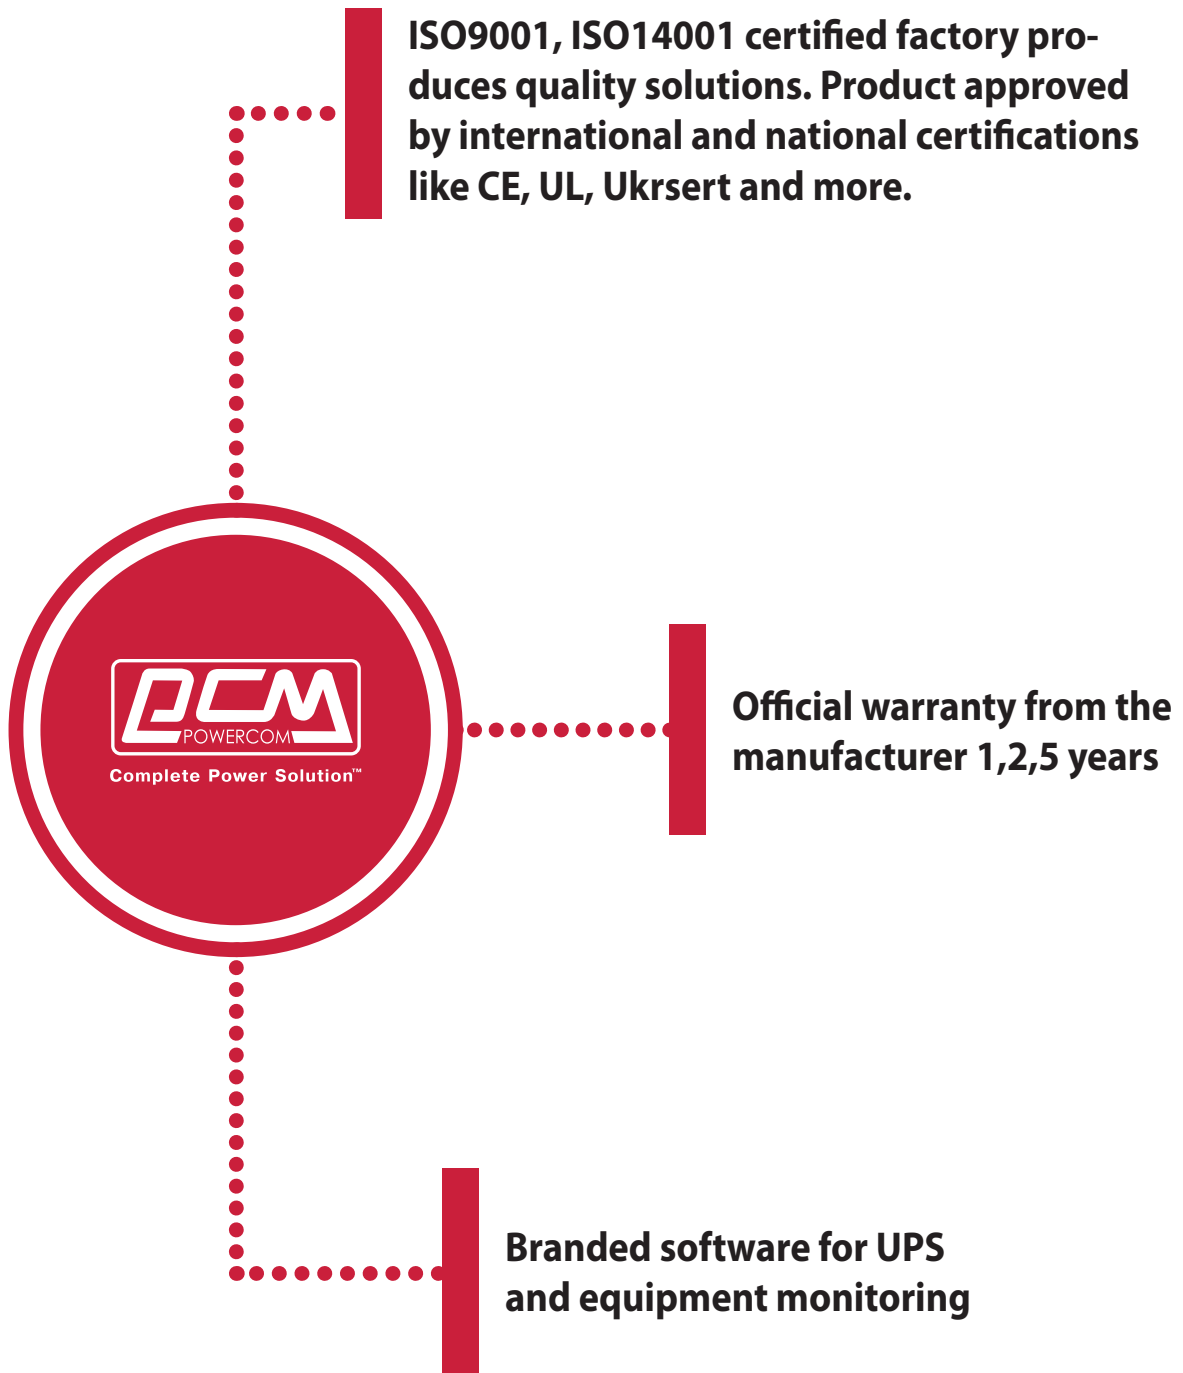 ISO9001, ISO14001 certified factory pro-
duces quality solutions. Product approved
by international and national certifications
like CE, UL, Ukrsert and more.
PCM
POWERCOM
Complete Power Solution™
Official warranty from the
manufacturer 1,2,5 years
Branded software for UPS
and equipment monitoring